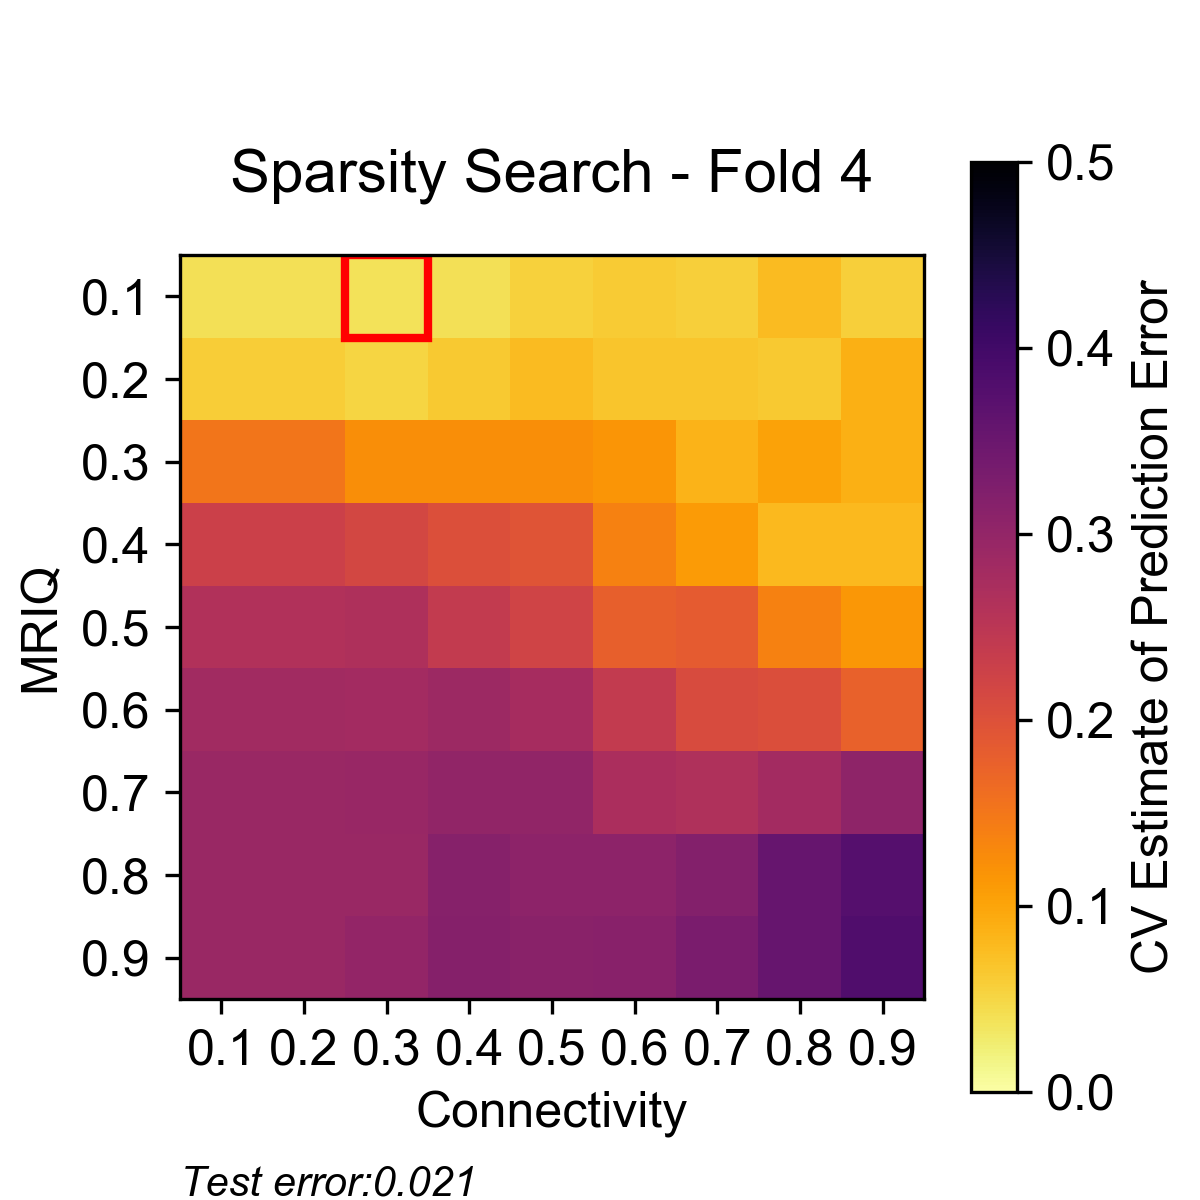 Sparsity Search - Fold 4
0.1
0.2
0.3
0.4
0.5
0.6
0.7
0.8
0.9
MRIQ
0.1 0.2 0.3 0.4 0.5 0.6 0.7 0.8 0.9
Connectivity
Test error:0.021
0.5
0.4
0.3
0.2
0.1
0.0
CV Estimate of Prediction Error